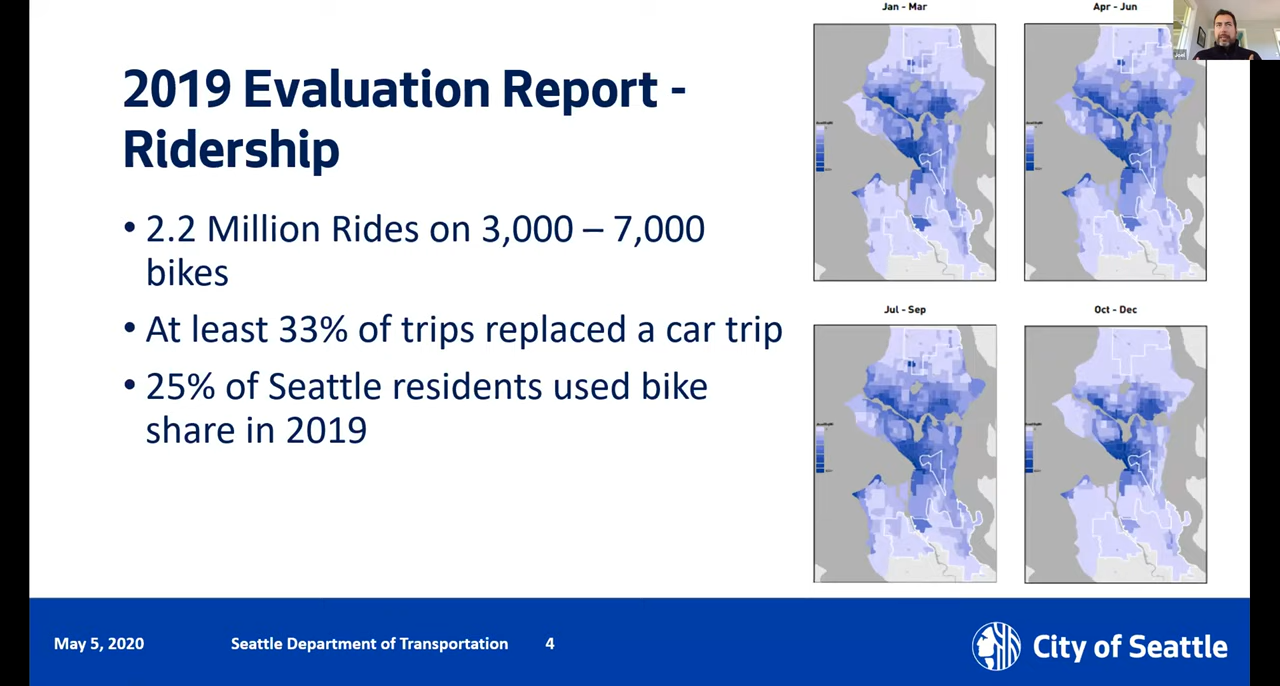 2019 Evaluation Report -
Ridership
• 2.2 Million Rides on 3,000 – 7,000
bikes
• At least 33% of trips replaced a car trip
• 25% of Seattle residents used bike
share in 2019
Jan - Mar
Apr - Jun
Jul - Sep
Oct - Dec
May 5, 2020
Seattle Department of Transportation
4
City of Seattle